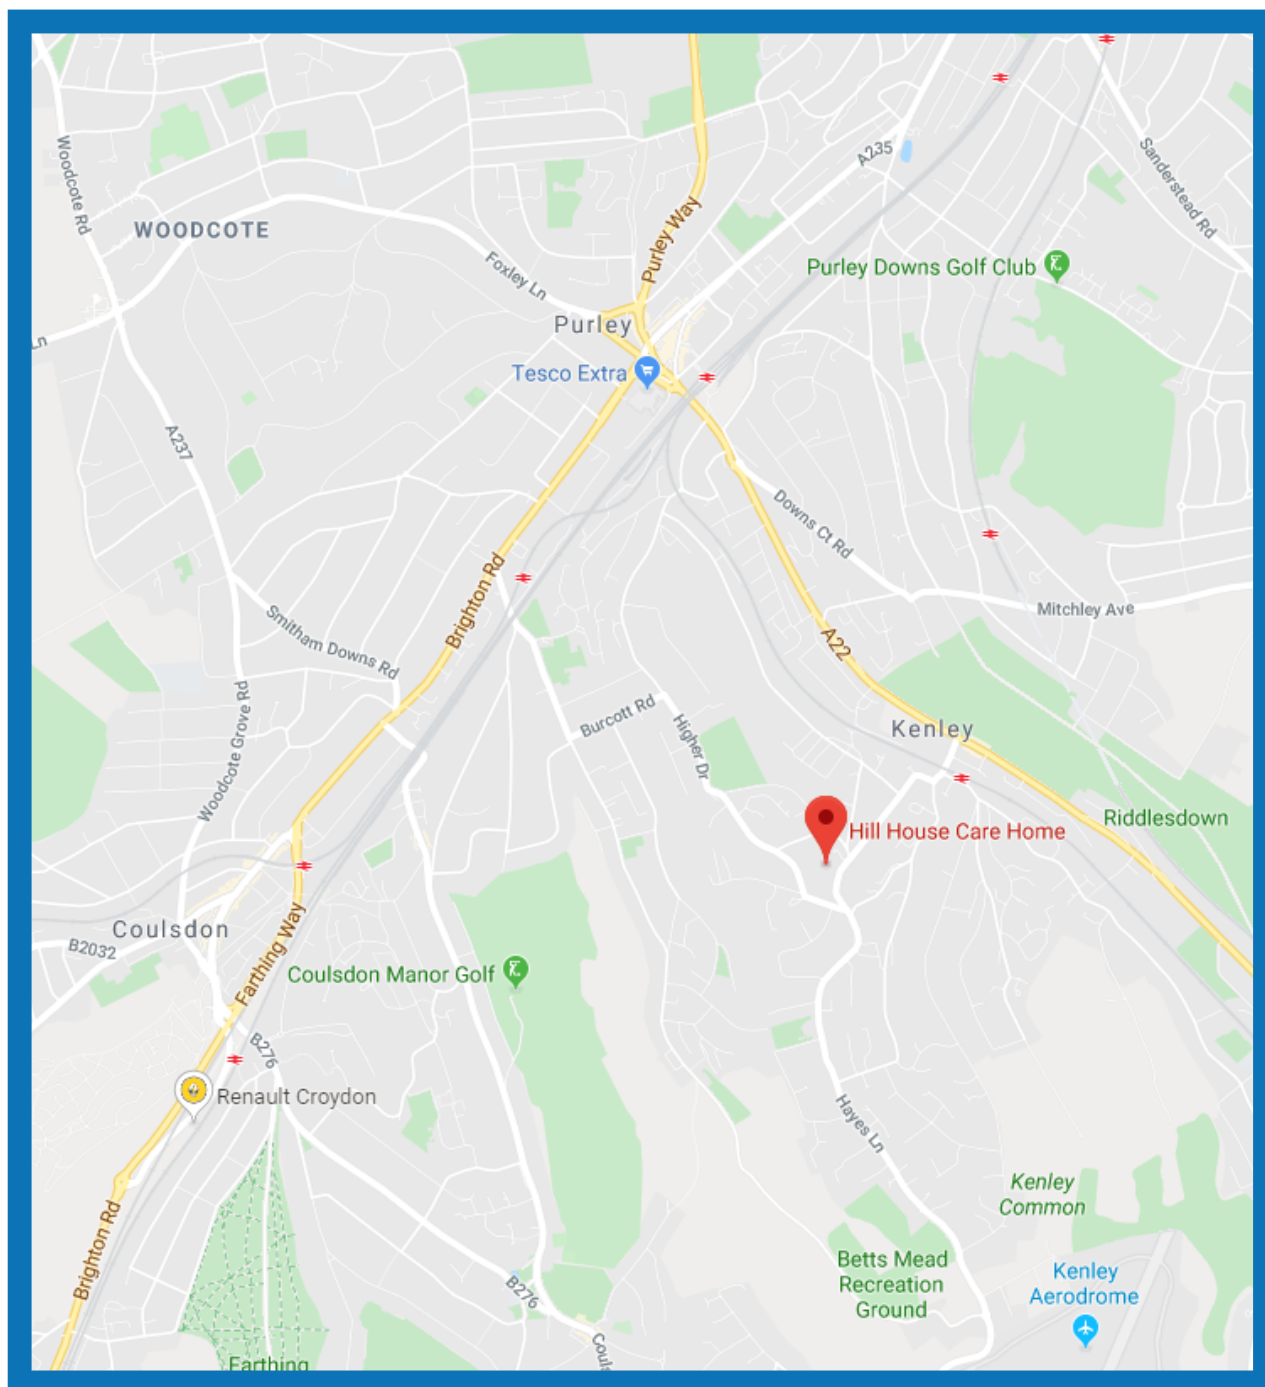 Woodcote Rd
WOODCOTE
A235
Sanderstead Rd
Purley Way
Foxley Ln
Purley Downs Golf Club
Purley
Ln
Tesco Extra
A237
Downs Ct Rd
Brighton Rd
Mitchley Ave
Smitham Downs Rd
A22
Woodcote Grove Rd
Burcott Rd
Higher Dr
Kenley
Riddlesdown
Hill House Care Home
Coulsdon
B2032
Farthing Way
Coulsdon Manor Golf
B276
Renault Croydon
Hayes Ln
Kenley
Common
Brighton Rd
Betts Mead
Recreation
Ground
Kenley
Aerodrome
B276
Couls
Farthing